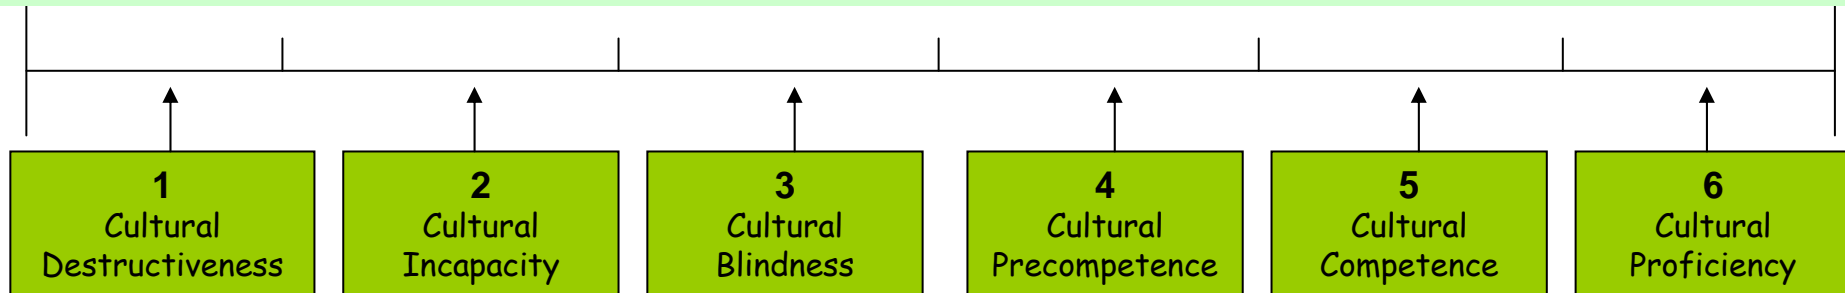 1
Cultural
Destructiveness
2
Cultural
Incapacity
3
Cultural
Blindness
4
Cultural
Precompetence
5
Cultural
Competence
6
Cultural
Proficiency